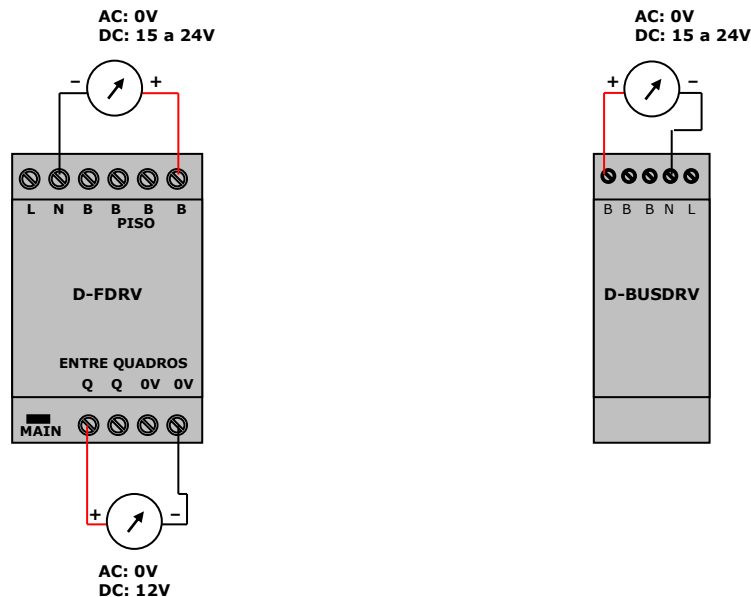 AC: 0V
DC: 15 a 24V
– +
L N B B B B
PISO
D-FDRV
ENTRE QUADROS
Q Q 0V 0V
MAIN
+ –
AC: 0V
DC: 12V
AC: 0V
DC: 15 a 24V
+ –
B B B N L
D-BUSDRV